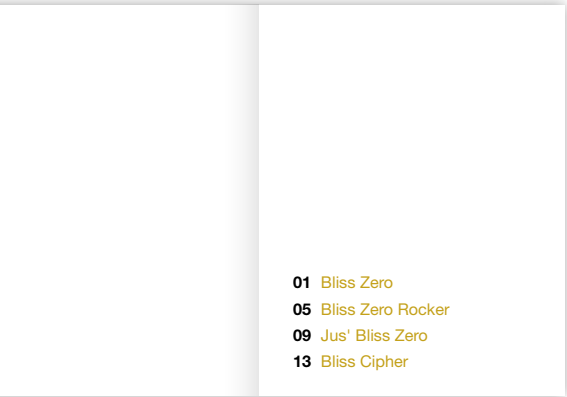 01 Bliss Zero
05 Bliss Zero Rocker
09 Jus' Bliss Zero
13 Bliss Cipher